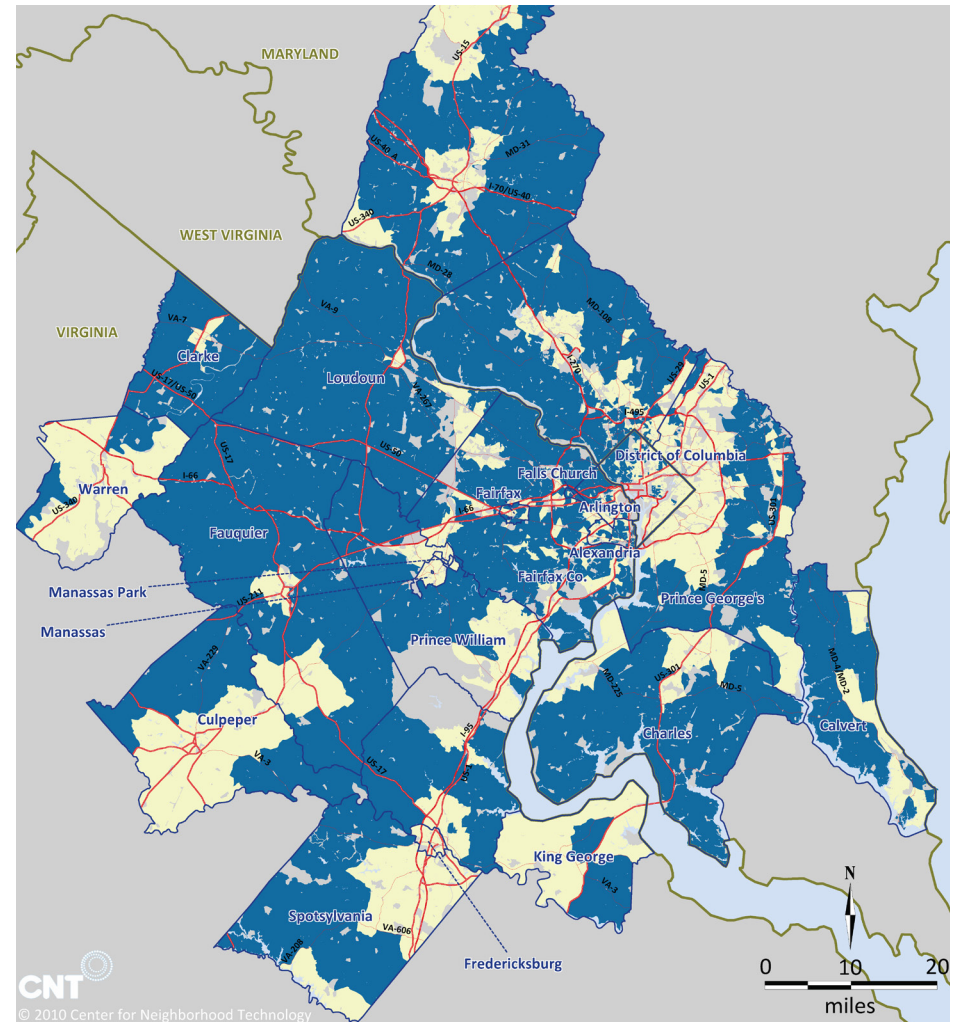 US-15
MARYLAND
US-40-A
MD-31
I-70/US-40
US-340
WEST VIRGINIA
MD-28
VA-9
MD-108
VA-7
VIRGINIA
Clarke
I-270
US-29
US-1
US-17/US-50
Loudoun
VA-267
I-495
US-17
US-50
District of Columbia
Falls Church
I-66
Warren
Fairfax
Arlington
US-340
I-66
US-301
Fauquier
Alexandria
Fairfax Co.
MD-5
Manassas Park
US-211
Prince George's
Manassas
Prince William
VA-229
US-301
MD-225
MD-5
MD-4/MD-2
Culpeper
Calvert
Charles
I-95
VA-3
US-17
US-1
King George
N
VA-3
Spotsylvania
VA-606
VA-208
Fredericksburg
0 10 20
miles
CNT
© 2010 Center for Neighborhood Technology